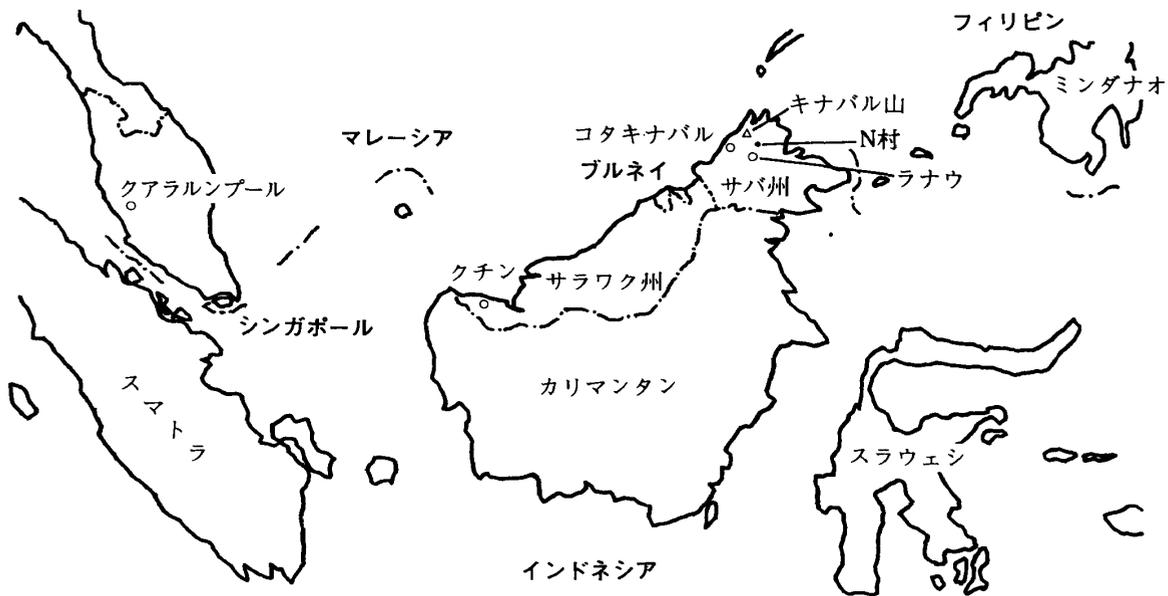 フィリピン
ミンダナオ
キナバル山
コタキナバル
N村
マレーシア
ブルネイ
ラナウ
サバ州
クアラルンプール
クチン
サラワク州
シンガポール
カリマンタン
スマトラ
スラウェシ
インドネシア